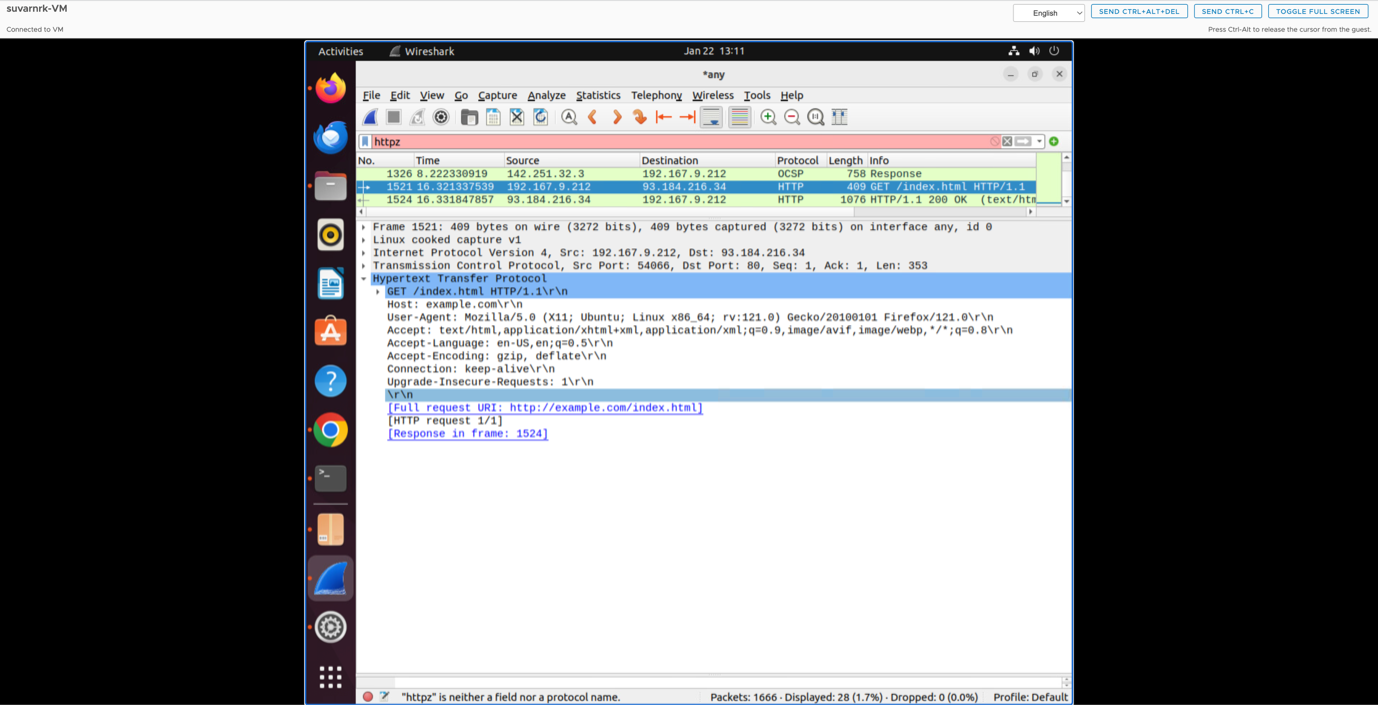 suvarnrk-VM
English
SEND CTRL+ALT+DEL
SEND CTRL+C
TOGGLE FULL SCREEN
Connected to VM
Press Ctrl-Alt to release the cursor from the guest.
Activities Wireshark Jan 22 13:11
*any
File Edit View Go Capture Analyze Statistics Telephony Wireless Tools Help
httpz
No. Time Source Destination Protocol Length Info
1326 8.222330919 142.251.32.3 192.167.9.212 OCSP 758 Response
1521 16.321337539 192.167.9.212 93.184.216.34 HTTP 409 GET /index.html HTTP/1.1
1524 16.331847857 93.184.216.34 192.167.9.212 HTTP 1076 HTTP/1.1 200 OK (text/htm
Frame 1521: 409 bytes on wire (3272 bits), 409 bytes captured (3272 bits) on interface any, id 0
Linux cooked capture v1
Internet Protocol Version 4, Src: 192.167.9.212, Dst: 93.184.216.34
Transmission Control Protocol, Src Port: 54066, Dst Port: 80, Seq: 1, Ack: 1, Len: 353
Hypertext Transfer Protocol
GET /index.html HTTP/1.1\r\n
Host: example.com\r\n
User-Agent: Mozilla/5.0 (X11; Ubuntu; Linux x86_64; rv:121.0) Gecko/20100101 Firefox/121.0\r\n
Accept: text/html,application/xhtml+xml,application/xml;q=0.9,image/avif,image/webp,*/*;q=0.8\r\n
Accept-Language: en-US,en;q=0.5\r\n
Accept-Encoding: gzip, deflate\r\n
Connection: keep-alive\r\n
Upgrade-Insecure-Requests: 1\r\n
\r\n
[Full request URI: http://example.com/index.html]
[HTTP request 1/1]
[Response in frame: 1524]
"httpz" is neither a field nor a protocol name. Packets: 1666 · Displayed: 28 (1.7%) · Dropped: 0 (0.0%) Profile: Default